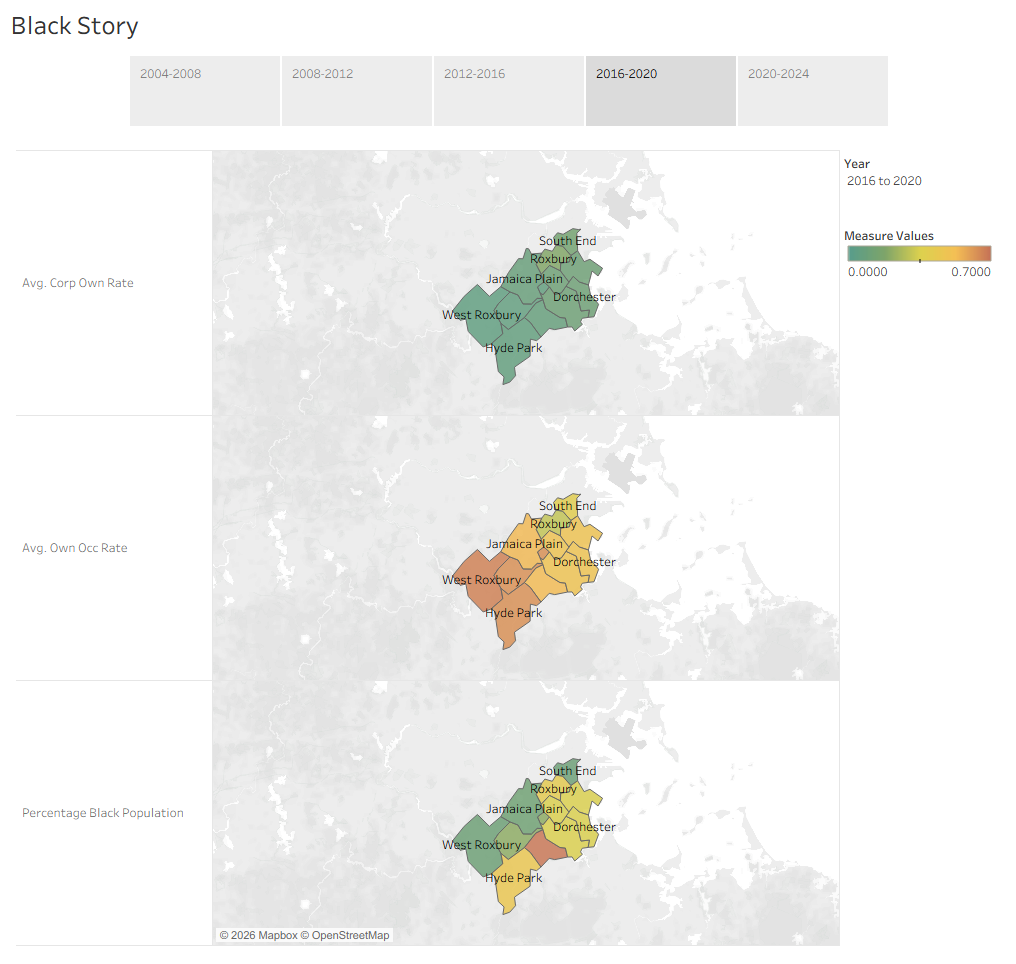 Black Story
2004-2008
2008-2012
2012-2016
2016-2020
2020-2024
Year
2016 to 2020
Measure Values
0.0000
0.7000
Avg. Corp Own Rate
South End
Roxbury
Jamaica Plain
Dorchester
West Roxbury
Hyde Park
Avg. Own Occ Rate
South End
Roxbury
Jamaica Plain
Dorchester
West Roxbury
Hyde Park
Percentage Black Population
South End
Roxbury
Jamaica Plain
Dorchester
West Roxbury
Hyde Park
© 2026 Mapbox © OpenStreetMap